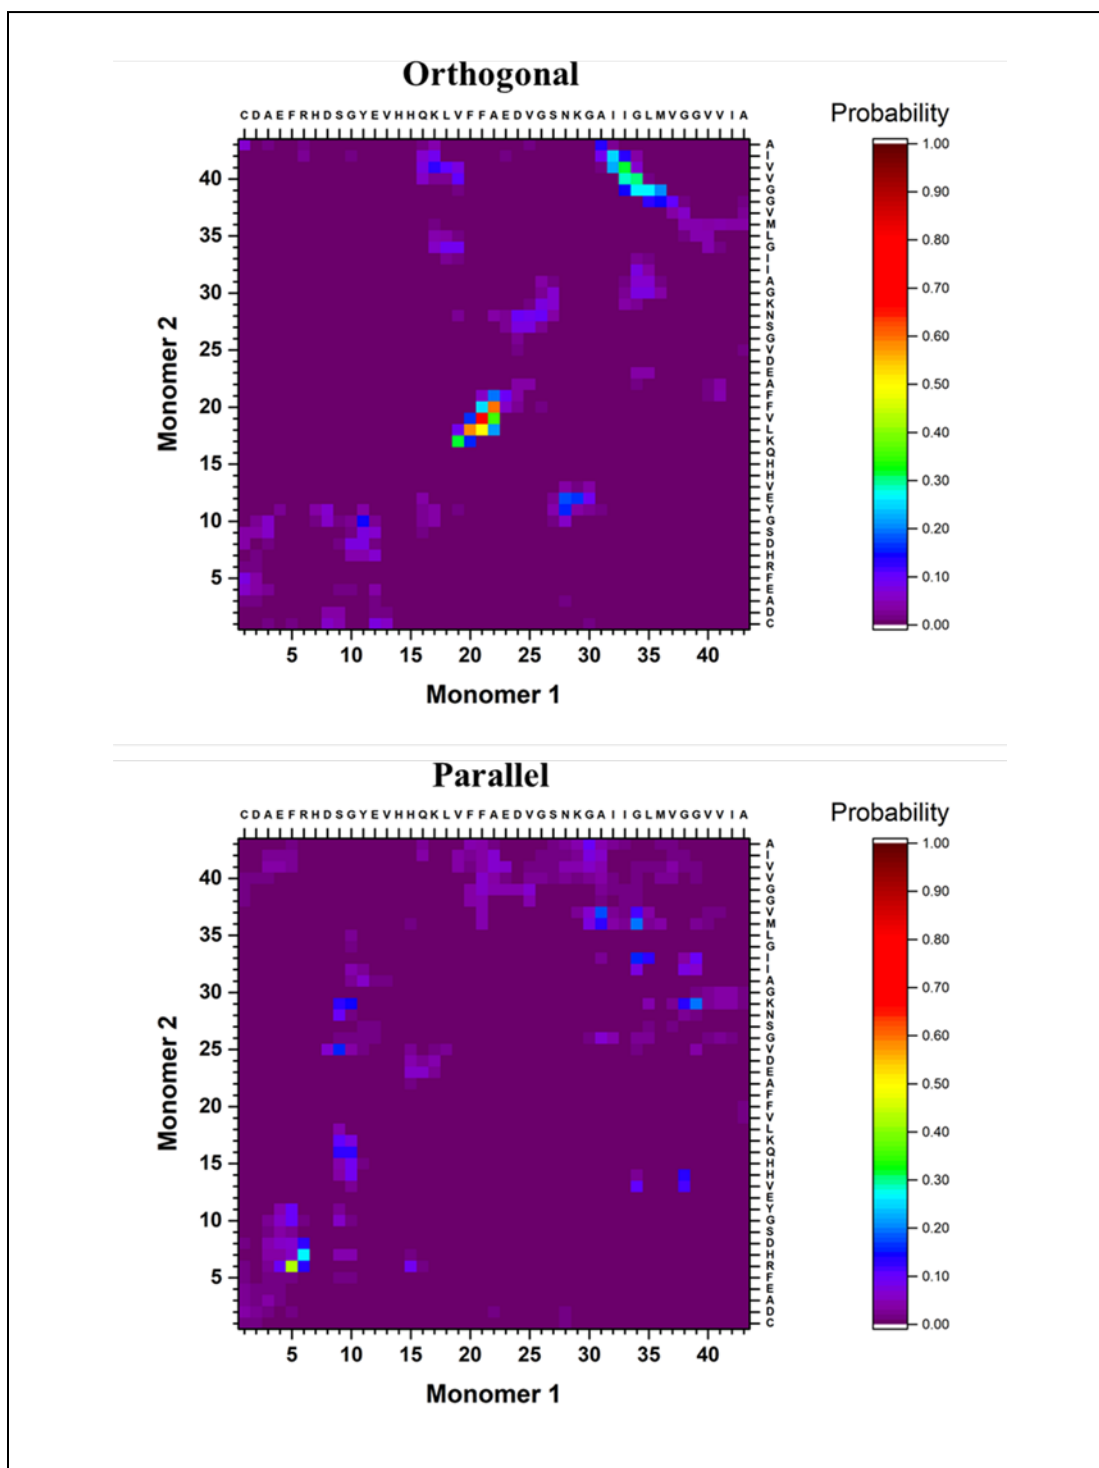 Orthogonal
Probability
C D A E F R H D S G Y E V H H Q K L V F F A E D V G S N K G A I I G L M V G G V V I A
1.00
0.90
0.80
0.70
0.60
0.50
0.40
0.30
0.20
0.10
0.00
A
I
V
V
G
G
V
M
L
G
I
I
A
G
K
N
S
G
V
D
E
A
F
F
V
L
K
Q
H
H
V
E
Y
G
S
D
H
R
F
E
A
D
C
40
35
30
25
20
15
10
5
Monomer 2
5 10 15 20 25 30 35 40
Monomer 1
Parallel
Probability
C D A E F R H D S G Y E V H H Q K L V F F A E D V G S N K G A I I G L M V G G V V I A
1.00
0.90
0.80
0.70
0.60
0.50
0.40
0.30
0.20
0.10
0.00
A
I
V
V
G
G
V
M
L
G
I
I
A
G
K
N
S
G
V
D
E
A
F
F
V
L
K
Q
H
H
V
E
Y
G
S
D
H
R
F
E
A
D
C
40
35
30
25
20
15
10
5
Monomer 2
5 10 15 20 25 30 35 40
Monomer 1